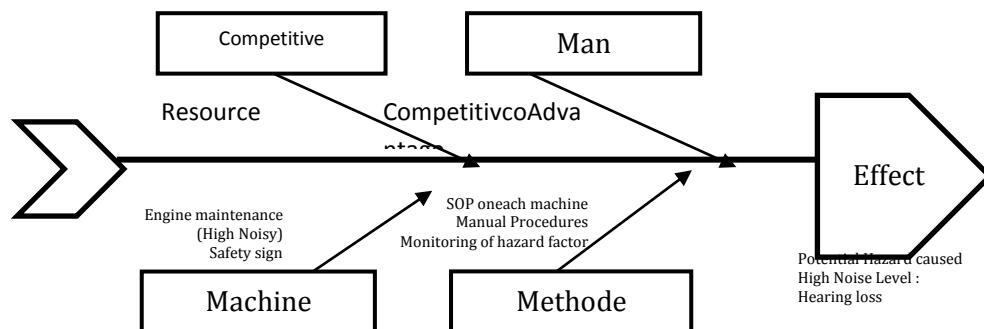 Competitive
Man
Resource
CompetitivcoAdva
ntage
Effect
Engine maintenance
(High Noisy)
Safety sign
SOP oneach machine
Manual Procedures
Monitoring of hazard factor
Potential Hazard caused
High Noise Level :
Hearing loss
Machine
Methode